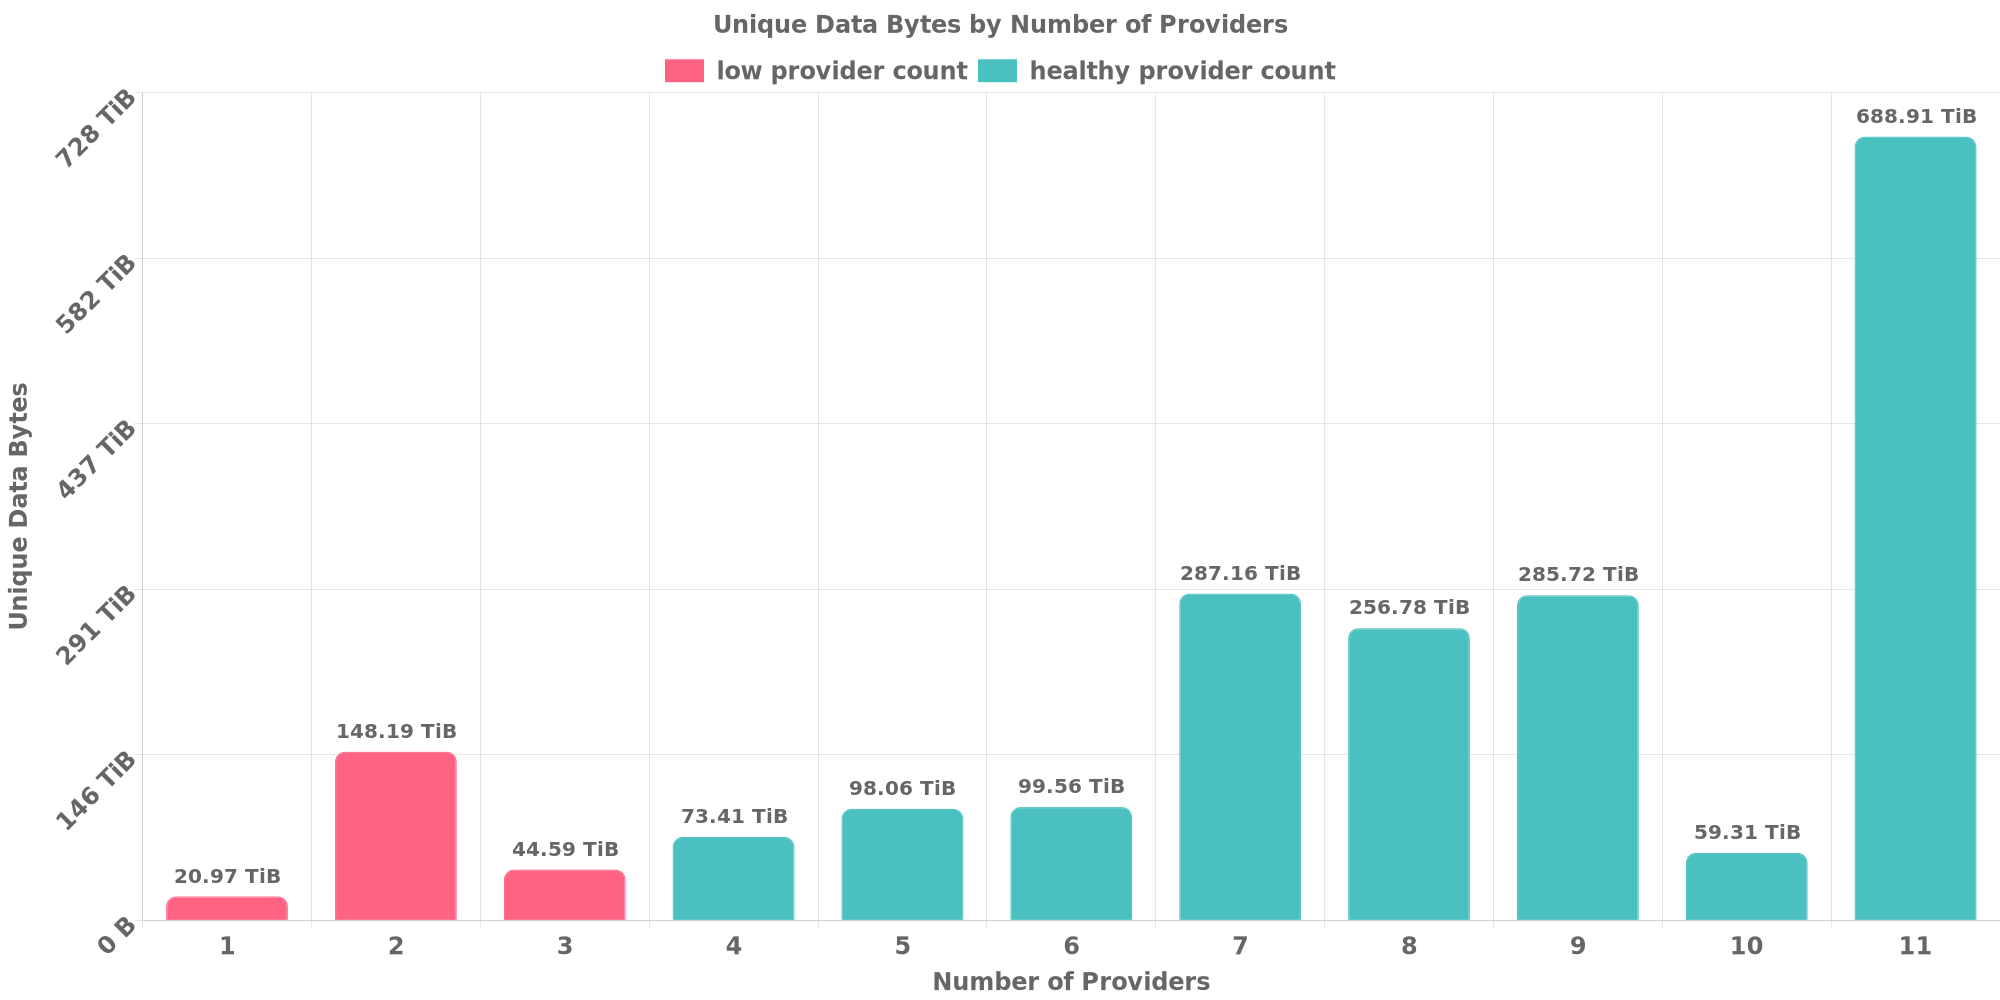 Unique Data Bytes by Number of Providers
low provider count
healthy provider count
728 TiB
582 TiB
437 TiB
291 TiB
146 TiB
0 B
Unique Data Bytes
20.97 TiB
148.19 TiB
44.59 TiB
73.41 TiB
98.06 TiB
99.56 TiB
287.16 TiB
256.78 TiB
285.72 TiB
59.31 TiB
688.91 TiB
1 2 3 4 5 6 7 8 9 10 11
Number of Providers